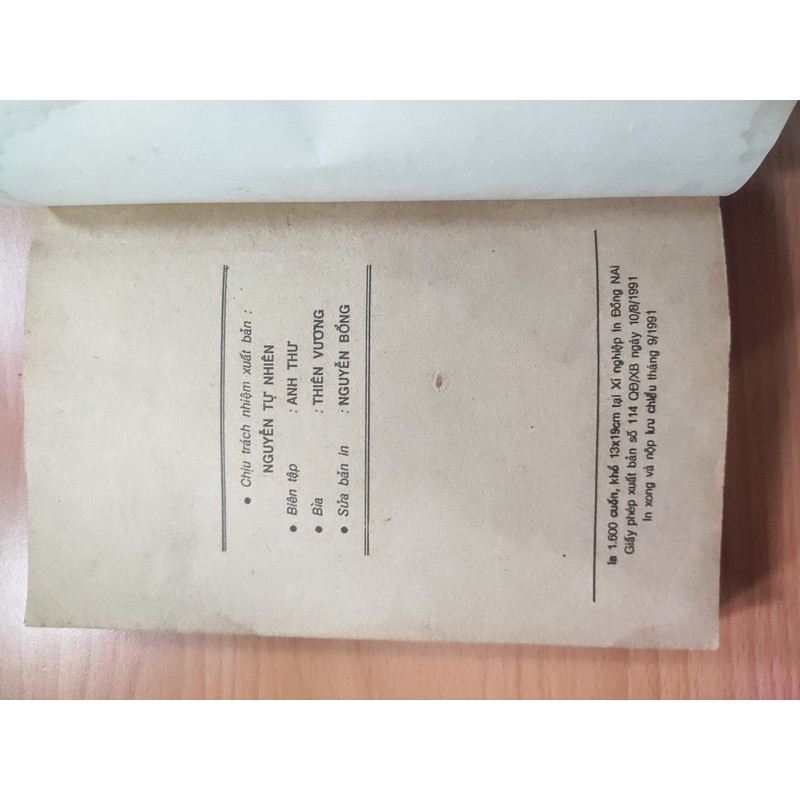 ● Chịu trách nhiệm xuất bản :
NGUYỄN TỰ NHIÊN
● Biên tập : ANH THƯ
● Bìa : THIÊN VƯƠNG
● Sửa bản in : NGUYỄN BỔNG
In 1.600 cuốn, khổ 13x19cm tại Xí nghiệp In Đồng NAi
Giấy phép xuất bản số 114 QĐ/XB ngày 10/8/1991
In xong và nộp lưu chiểu tháng 9/1991